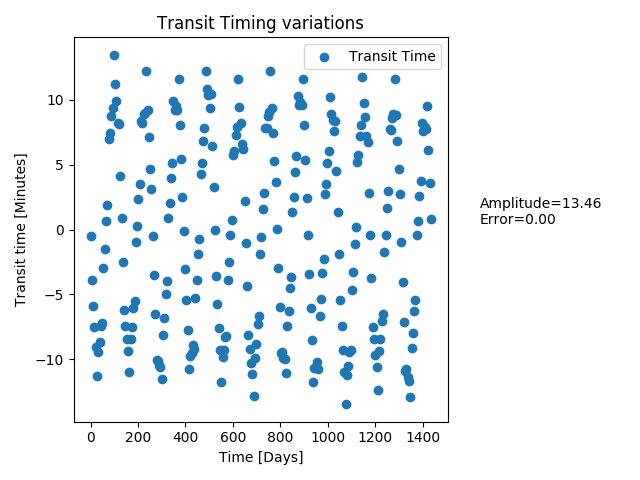 Transit Timing variations
Transit Time
Transit time [Minutes]
10
5
0
−5
−10
0 200 400 600 800 1000 1200 1400
Time [Days]
Amplitude=13.46
Error=0.00